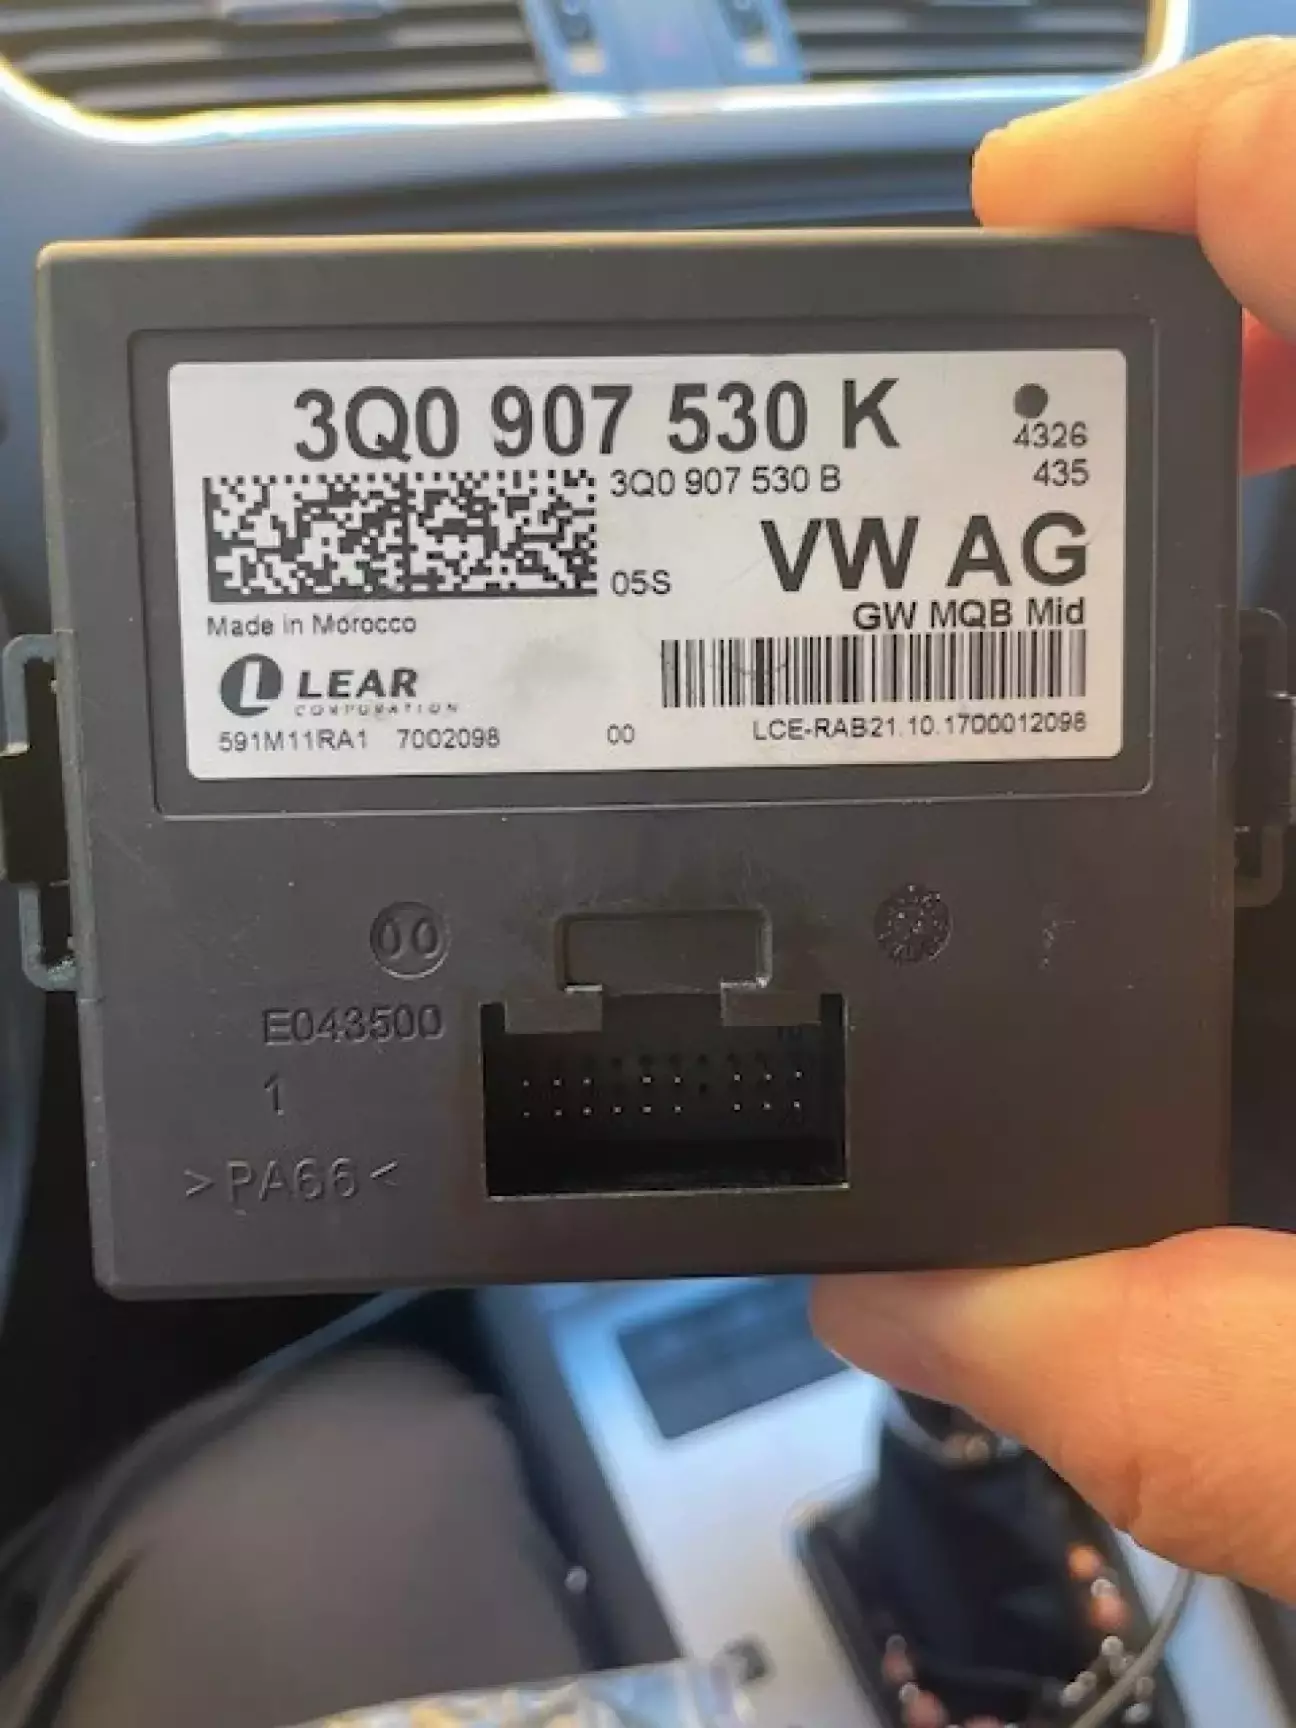 3Q0 907 530 K
4326
3Q0 907 530 B
435
VW AG
05S
GW MQB Mid
Made in Morocco
LEAR
CORPORATION
591M11RA1 7002098 00 LCE-RAB21.10.1700012098
00
E043500
1
>PA66<